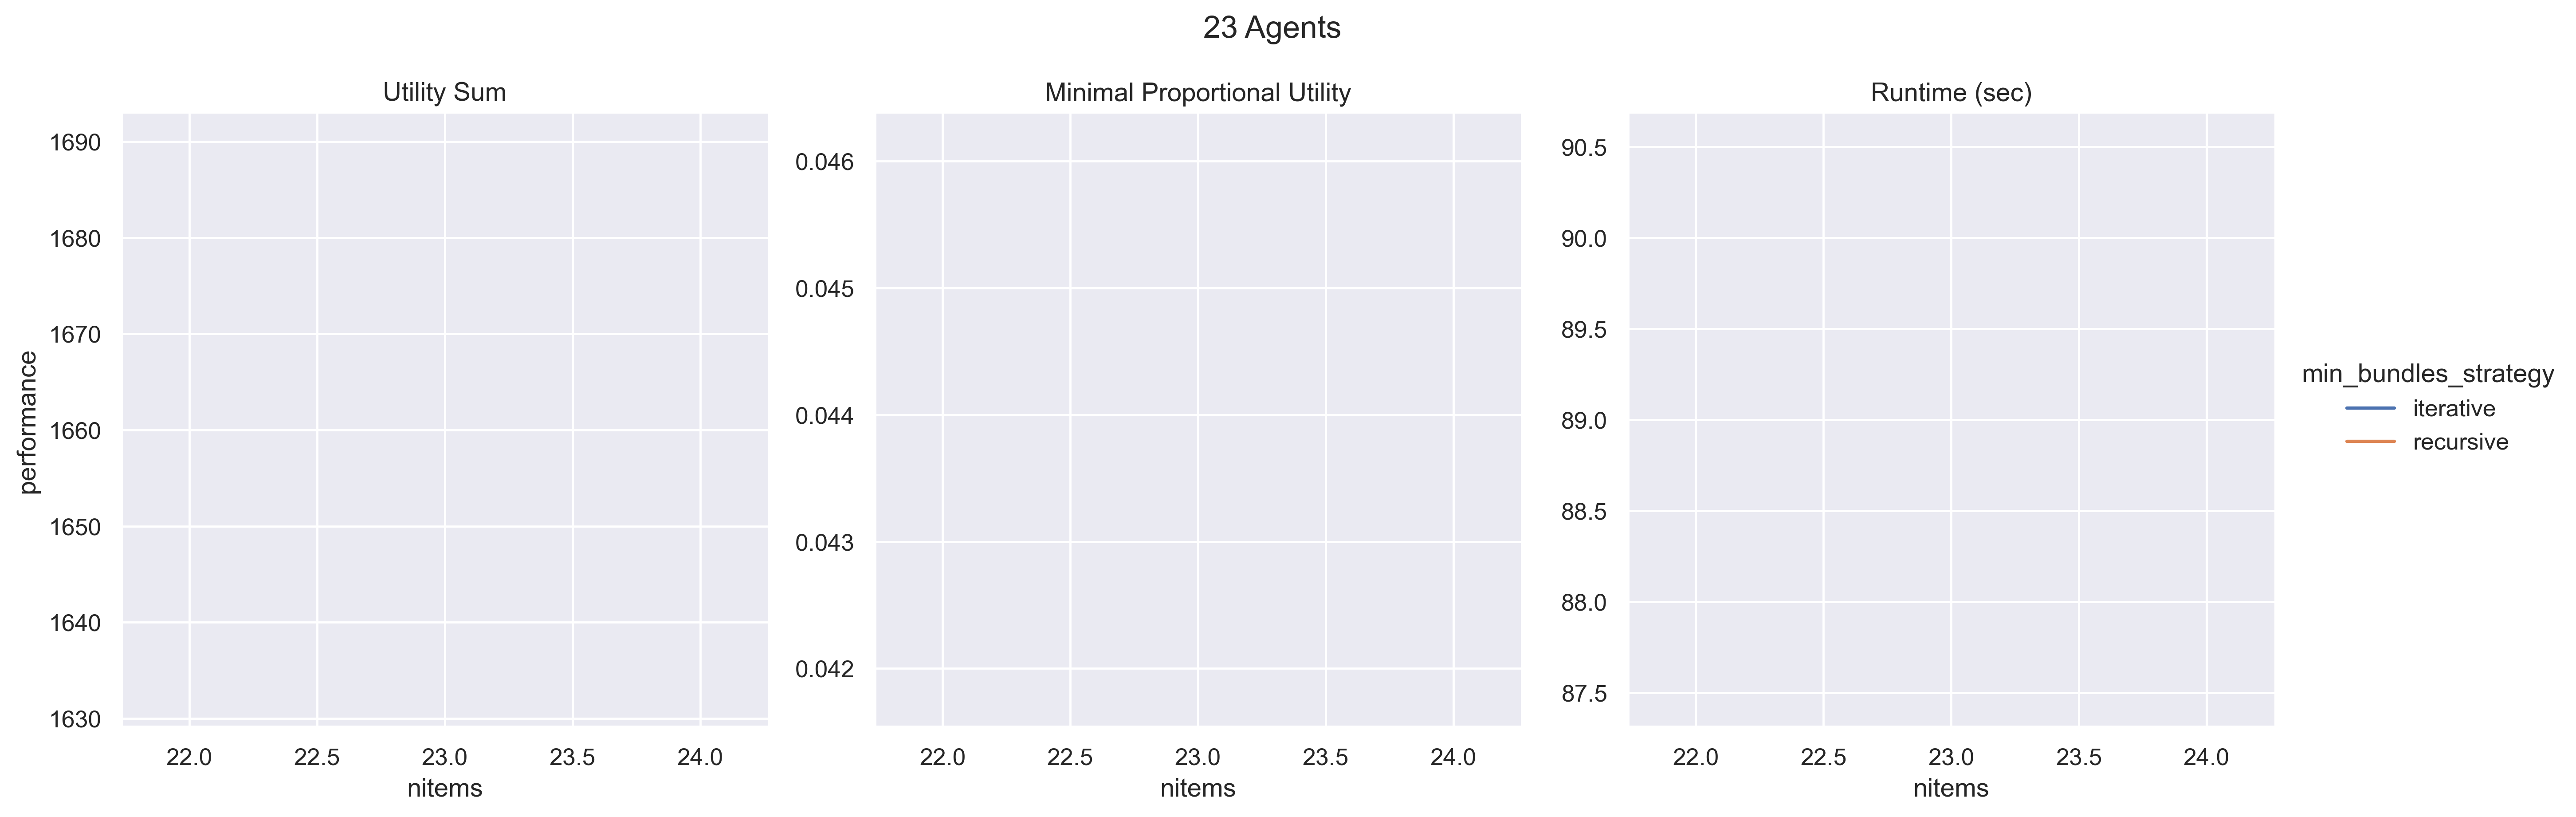 23 Agents
Utility Sum
Minimal Proportional Utility
Runtime (sec)
performance
1690
1680
1670
1660
1650
1640
1630
22.0 22.5 23.0 23.5 24.0
nitems
0.046
0.045
0.044
0.043
0.042
22.0 22.5 23.0 23.5 24.0
nitems
90.5
90.0
89.5
89.0
88.5
88.0
87.5
22.0 22.5 23.0 23.5 24.0
nitems
min_bundles_strategy
iterative
recursive